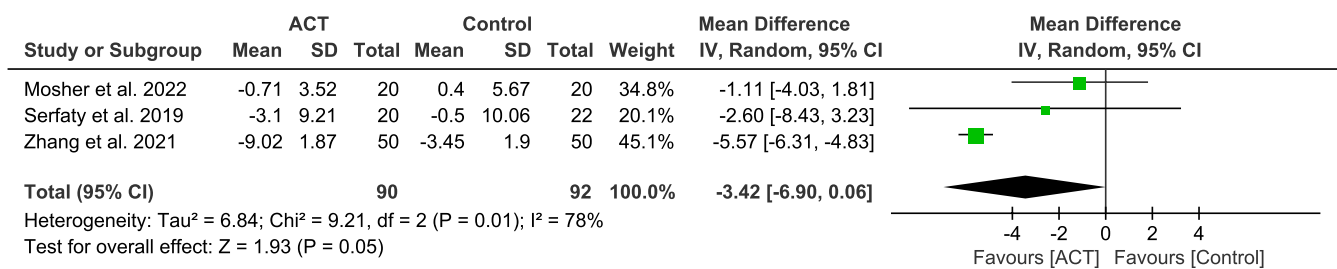 ACT Control Mean Difference Mean Difference
Study or Subgroup Mean SD Total Mean SD Total Weight IV, Random, 95% CI IV, Random, 95% CI
Mosher et al. 2022 -0.71 3.52 20 0.4 5.67 20 34.8% -1.11 [-4.03, 1.81]
Serfaty et al. 2019 -3.1 9.21 20 -0.5 10.06 22 20.1% -2.60 [-8.43, 3.23]
Zhang et al. 2021 -9.02 1.87 50 -3.45 1.9 50 45.1% -5.57 [-6.31, -4.83]
Total (95% CI) 90 92 100.0% -3.42 [-6.90, 0.06]
Heterogeneity: Tau² = 6.84; Chi² = 9.21, df = 2 (P = 0.01); I² = 78%
Test for overall effect: Z = 1.93 (P = 0.05)
-4 -2 0 2 4
Favours [ACT] Favours [Control]